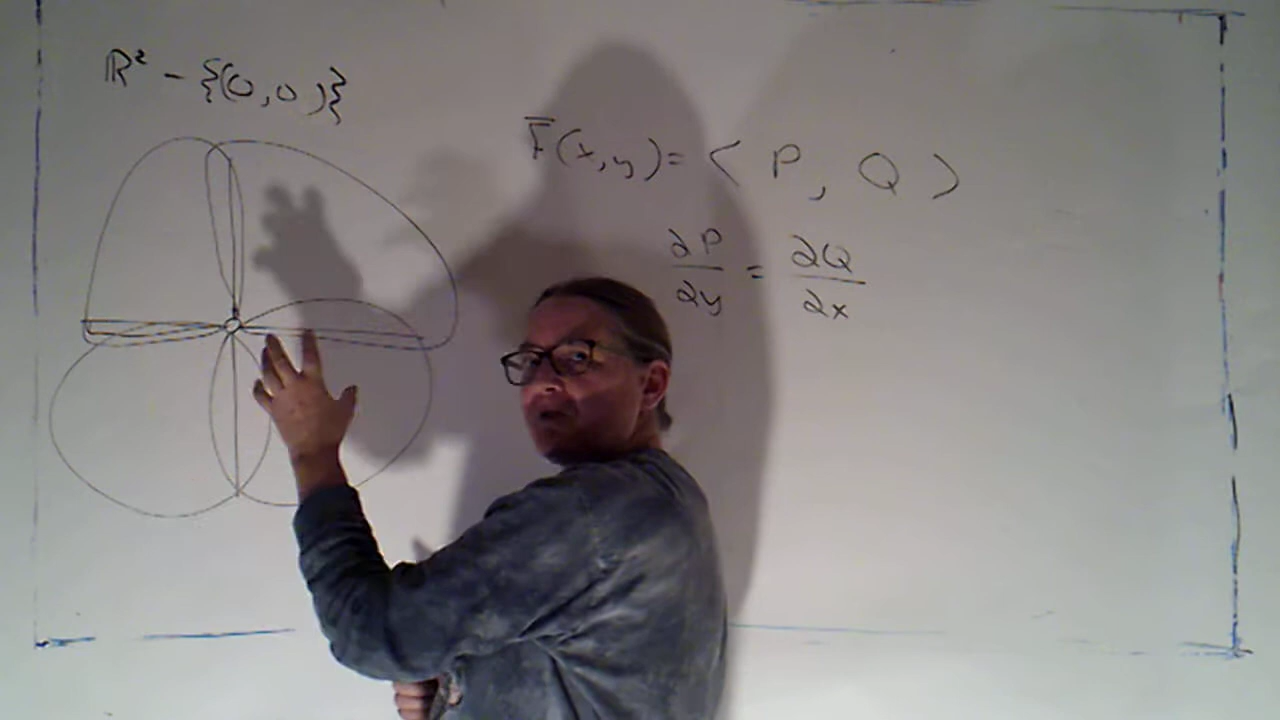 ℝ² - {(0,0)}
F̅(x,y) = < P, Q >
∂P/∂y = ∂Q/∂x